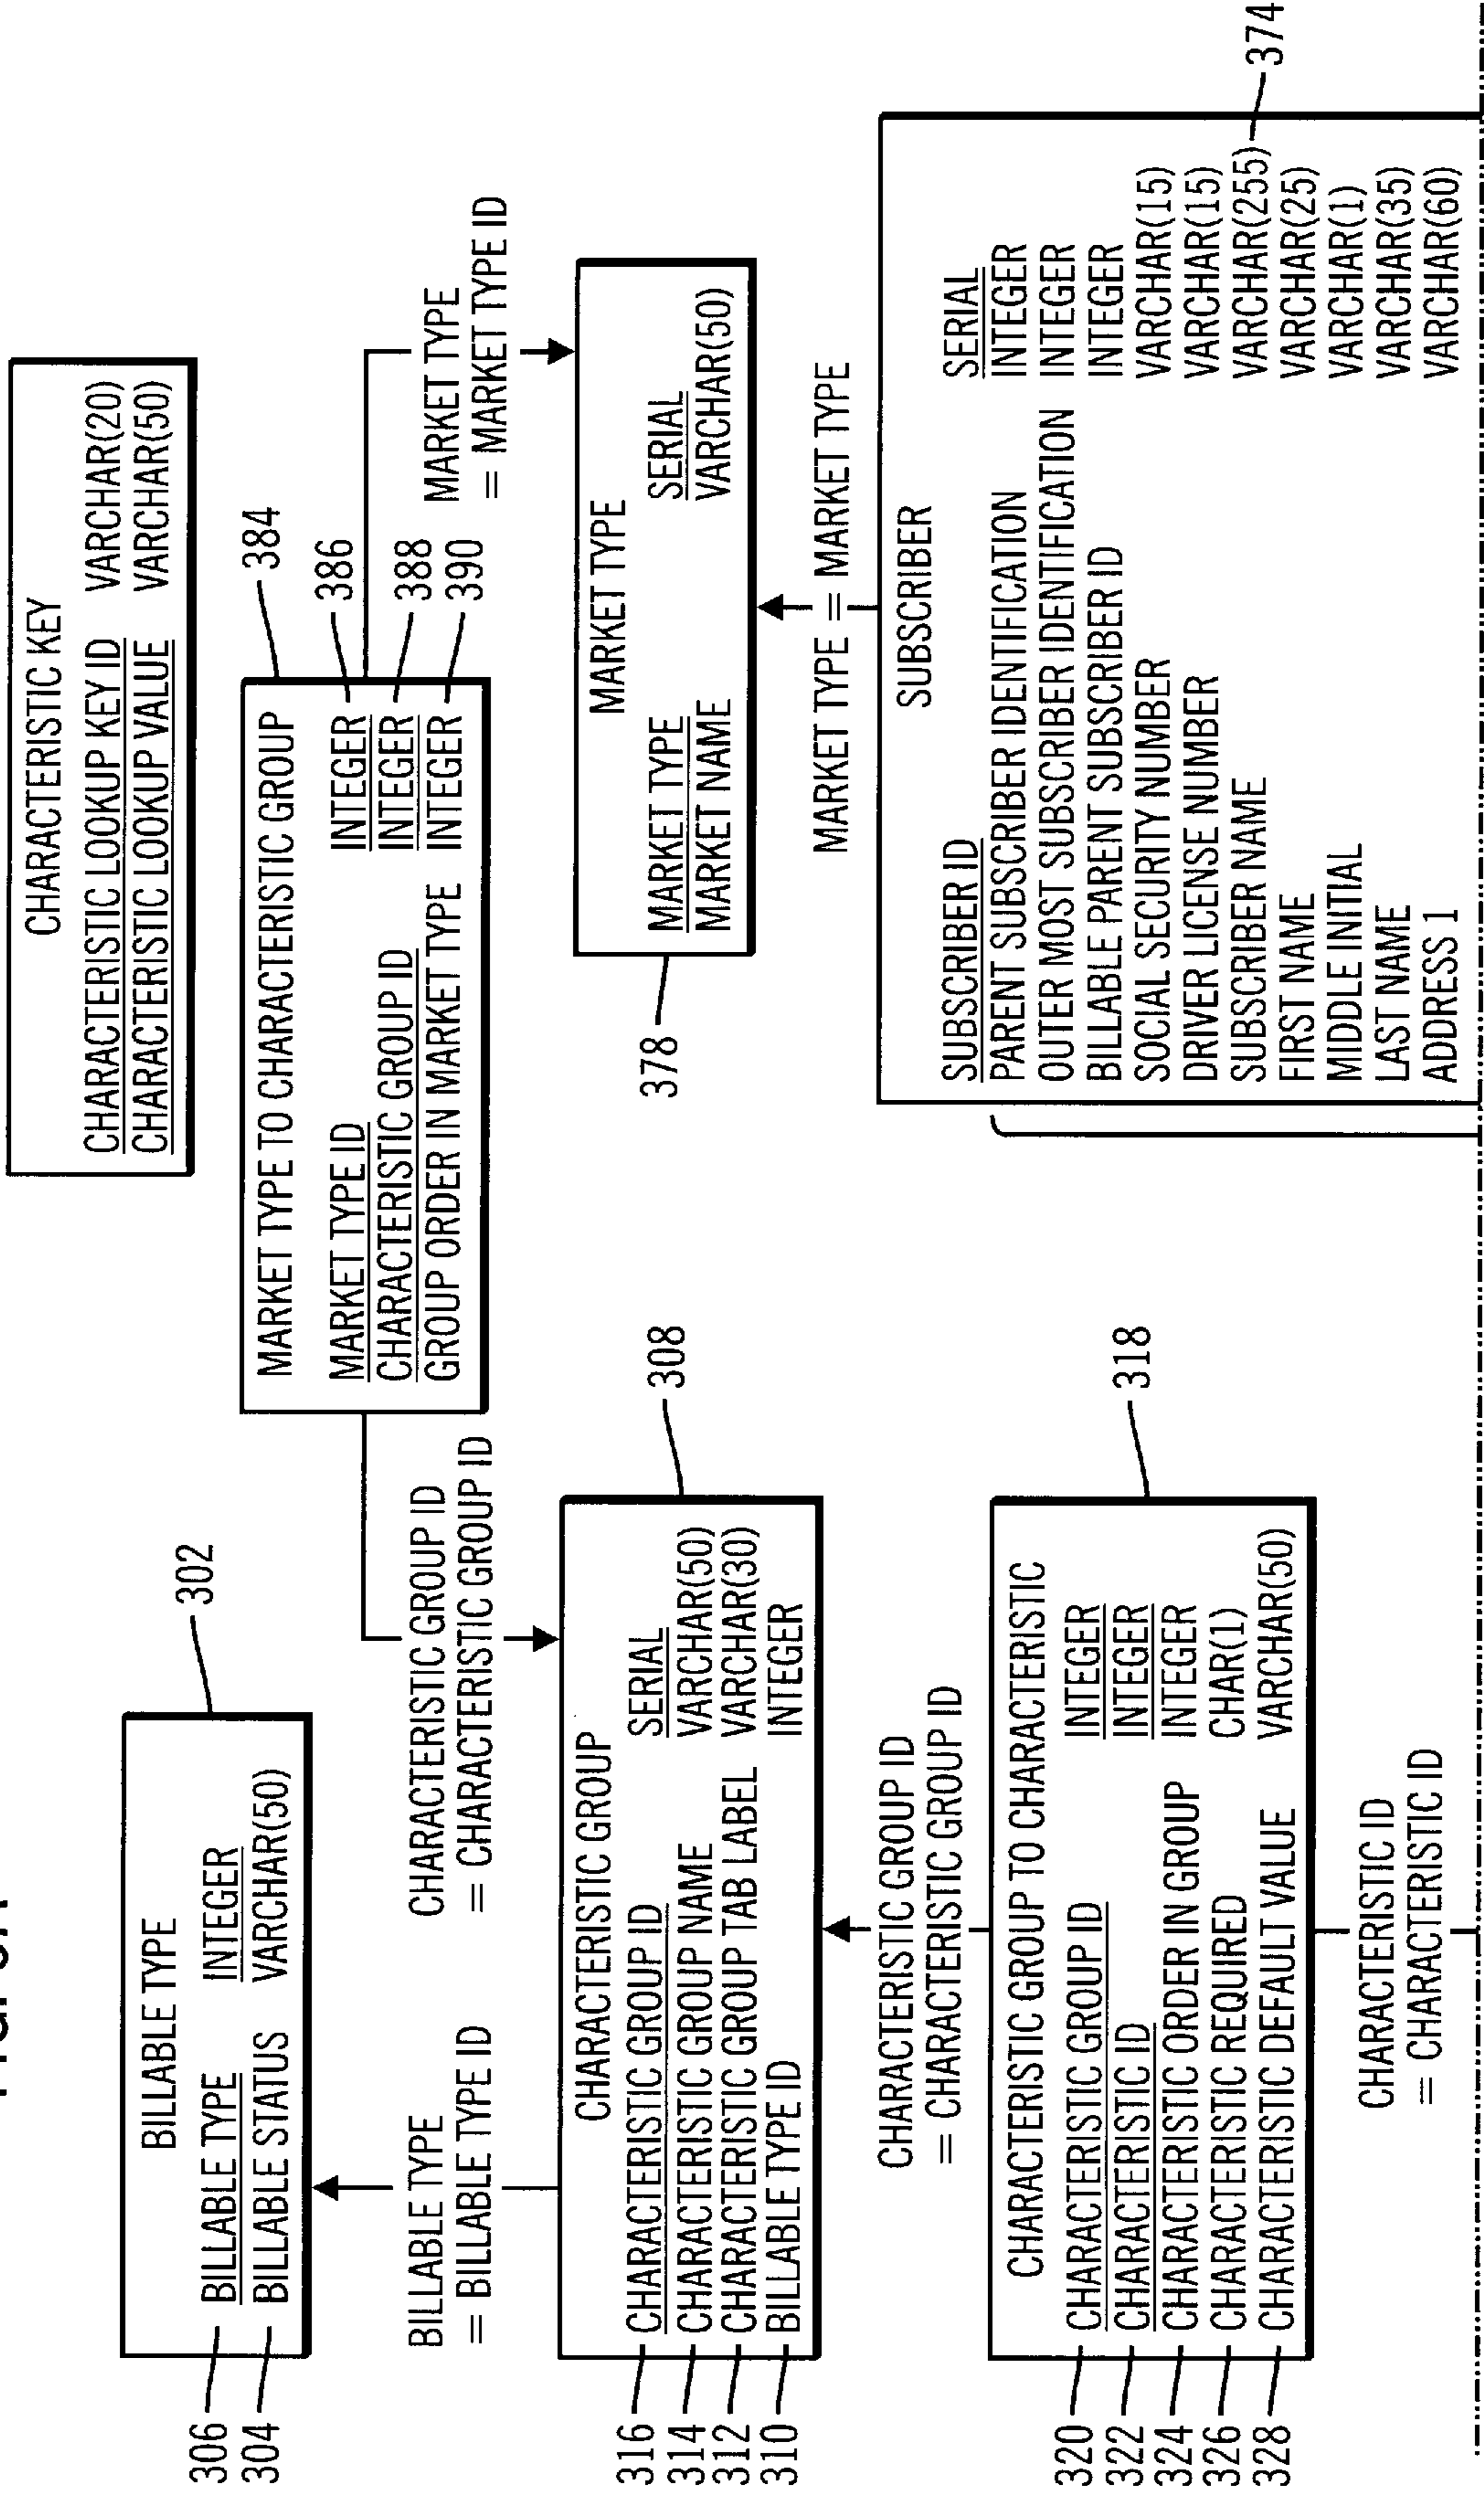 BILLABLE TYPE
306 BILLABLE TYPE INTEGER
304 BILLABLE STATUS VARCHAR(50)
302
BILLABLE TYPE
= BILLABLE TYPE ID
CHARACTERISTIC GROUP
316 CHARACTERISTIC GROUP ID SERIAL
314 CHARACTERISTIC GROUP NAME VARCHAR(50)
312 CHARACTERISTIC GROUP TAB LABEL VARCHAR(30)
310 BILLABLE TYPE ID INTEGER
308
CHARACTERISTIC GROUP ID
= CHARACTERISTIC GROUP ID
CHARACTERISTIC GROUP TO CHARACTERISTIC
320 CHARACTERISTIC GROUP ID INTEGER
322 CHARACTERISTIC ID INTEGER
324 CHARACTERISTIC ORDER IN GROUP INTEGER
326 CHARACTERISTIC REQUIRED CHAR(1)
328 CHARACTERISTIC DEFAULT VALUE VARCHAR(50)
318
CHARACTERISTIC ID
= CHARACTERISTIC ID
CHARACTERISTIC GROUP ID
= CHARACTERISTIC GROUP ID
CHARACTERISTIC KEY
CHARACTERISTIC LOOKUP KEY ID VARCHAR(20)
CHARACTERISTIC LOOKUP VALUE VARCHAR(50)
384
MARKET TYPE TO CHARACTERISTIC GROUP
MARKET TYPE ID INTEGER 386
CHARACTERISTIC GROUP ID INTEGER 388
GROUP ORDER IN MARKET TYPE INTEGER 390
MARKET TYPE
= MARKET TYPE ID
MARKET TYPE
378
MARKET TYPE SERIAL
MARKET NAME VARCHAR(50)
MARKET TYPE = MARKET TYPE
SUBSCRIBER
SUBSCRIBER ID SERIAL
PARENT SUBSCRIBER IDENTIFICATION INTEGER
OUTER MOST SUBSCRIBER IDENTIFICATION INTEGER
BILLABLE PARENT SUBSCRIBER ID INTEGER
SOCIAL SECURITY NUMBER VARCHAR(15)
DRIVER LICENSE NUMBER VARCHAR(15)
SUBSCRIBER NAME VARCHAR(255) 374
FIRST NAME VARCHAR(25)
MIDDLE INITIAL VARCHAR(1)
LAST NAME VARCHAR(35)
ADDRESS 1 VARCHAR(60)